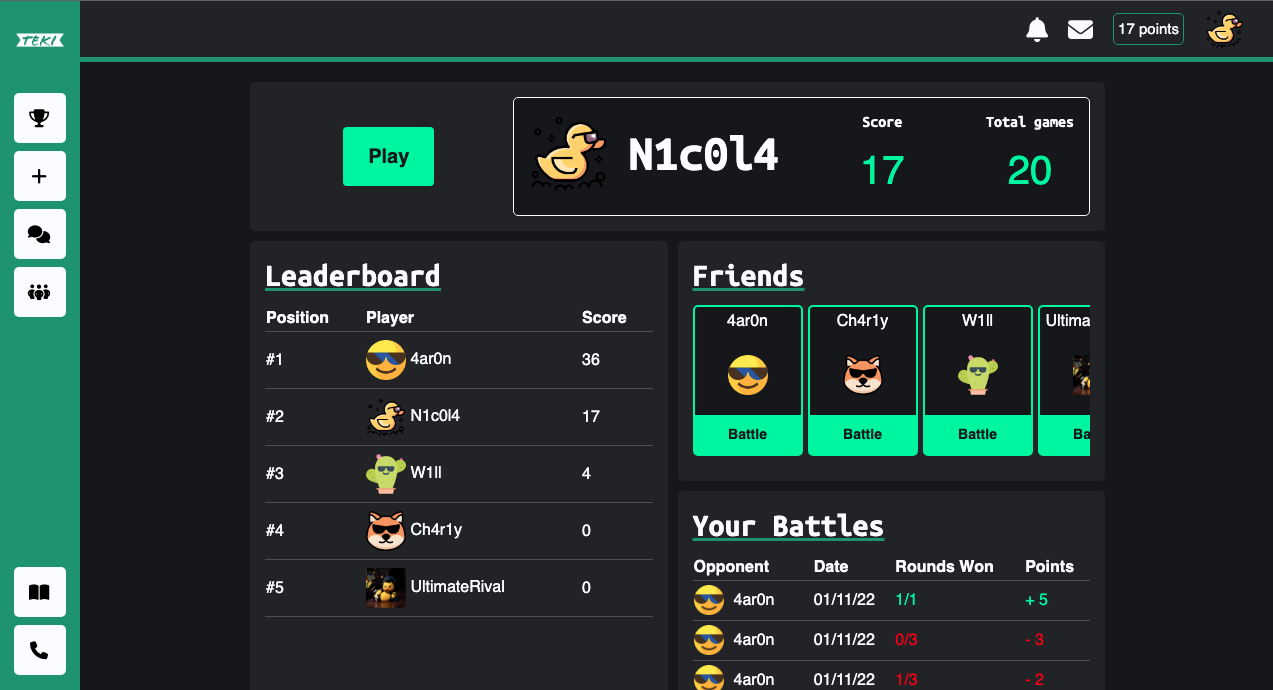 TEKI
17 points
Play
N1c0l4
Score
17
Total games
20
Leaderboard
Position Player Score
#1 4ar0n 36
#2 N1c0l4 17
#3 W1ll 4
#4 Ch4r1y 0
#5 UltimateRival 0
Friends
4ar0n Ch4r1y W1ll Ultima
Battle Battle Battle Ba
Your Battles
Opponent Date Rounds Won Points
4ar0n 01/11/22 1/1 + 5
4ar0n 01/11/22 0/3 - 3
4ar0n 01/11/22 1/3 - 2